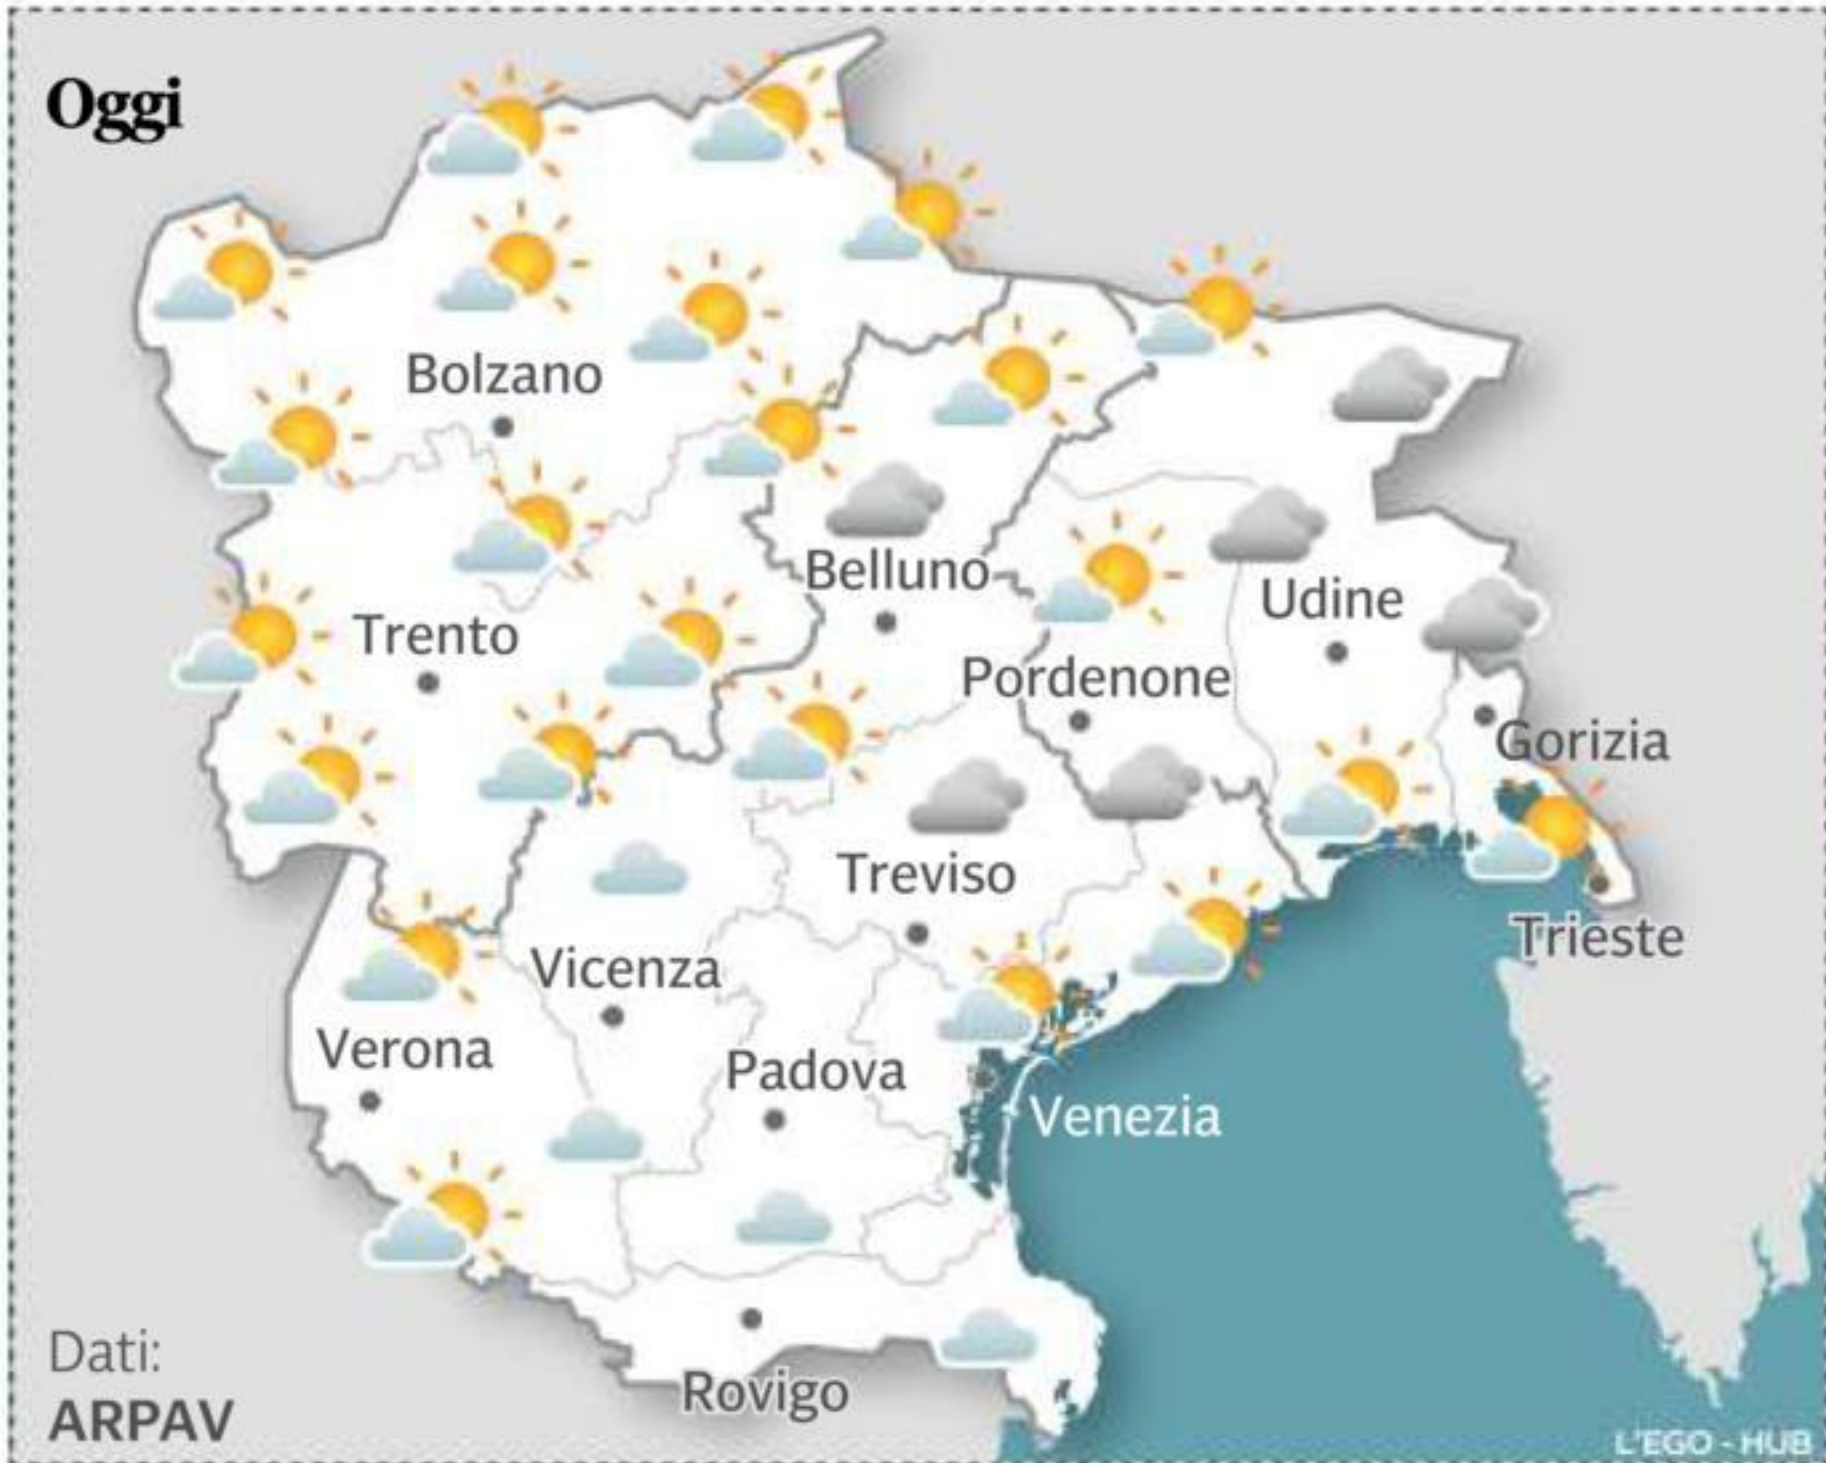 Oggi
Bolzano
Belluno
Udine
Trento
Pordenone
Gorizia
Treviso
Trieste
Vicenza
Verona
Padova
Venezia
Dati:
ARPAV
Rovigo
L'EGO - HUB